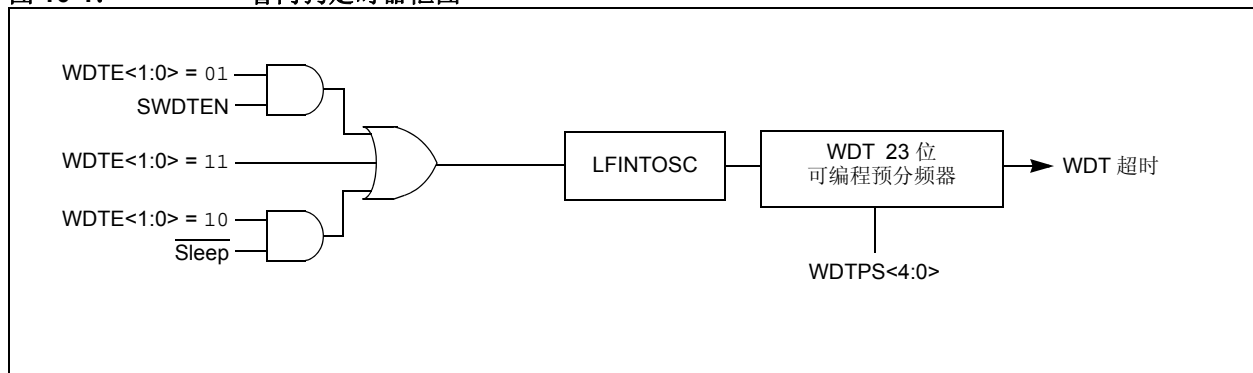 WDTE<1:0> = 01
SWDTEN
WDTE<1:0> = 11
WDTE<1:0> = 10
Sleep
LFINTOSC
WDT 23 位
可编程预分频器
WDT 超时
WDTPS<4:0>